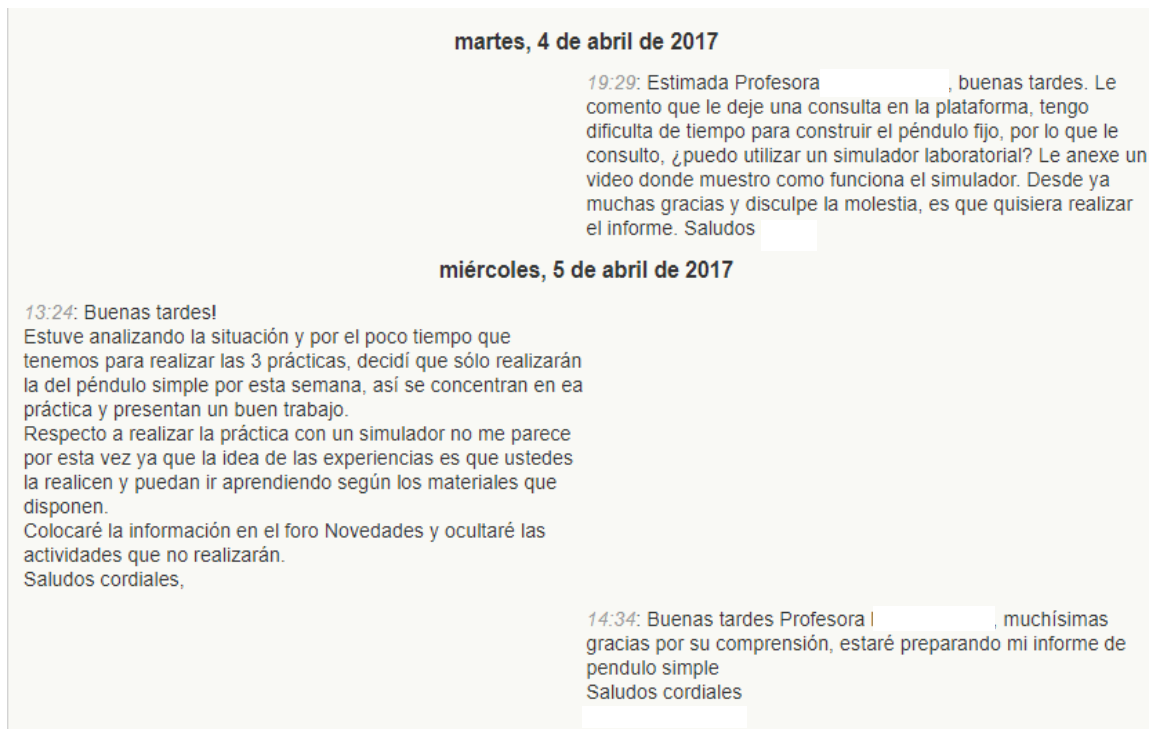 martes, 4 de abril de 2017
19:29: Estimada Profesora , buenas tardes. Le
comento que le deje una consulta en la plataforma, tengo
dificulta de tiempo para construir el péndulo fijo, por lo que le
consulto, ¿puedo utilizar un simulador laboratorial? Le anexe un
video donde muestro como funciona el simulador. Desde ya
muchas gracias y disculpe la molestia, es que quisiera realizar
el informe. Saludos
miércoles, 5 de abril de 2017
13:24: Buenas tardes!
Estuve analizando la situación y por el poco tiempo que
tenemos para realizar las 3 prácticas, decidí que sólo realizarán
la del péndulo simple por esta semana, así se concentran en ea
práctica y presentan un buen trabajo.
Respecto a realizar la práctica con un simulador no me parece
por esta vez ya que la idea de las experiencias es que ustedes
la realicen y puedan ir aprendiendo según los materiales que
disponen.
Colocaré la información en el foro Novedades y ocultaré las
actividades que no realizarán.
Saludos cordiales,
14:34: Buenas tardes Profesora , muchísimas
gracias por su comprensión, estaré preparando mi informe de
pendulo simple
Saludos cordiales